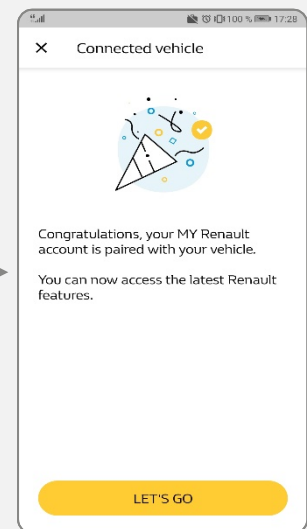 100 % 17:28
Connected vehicle
Congratulations, your MY Renault
account is paired with your vehicle.
You can now access the latest Renault
features.
LET'S GO